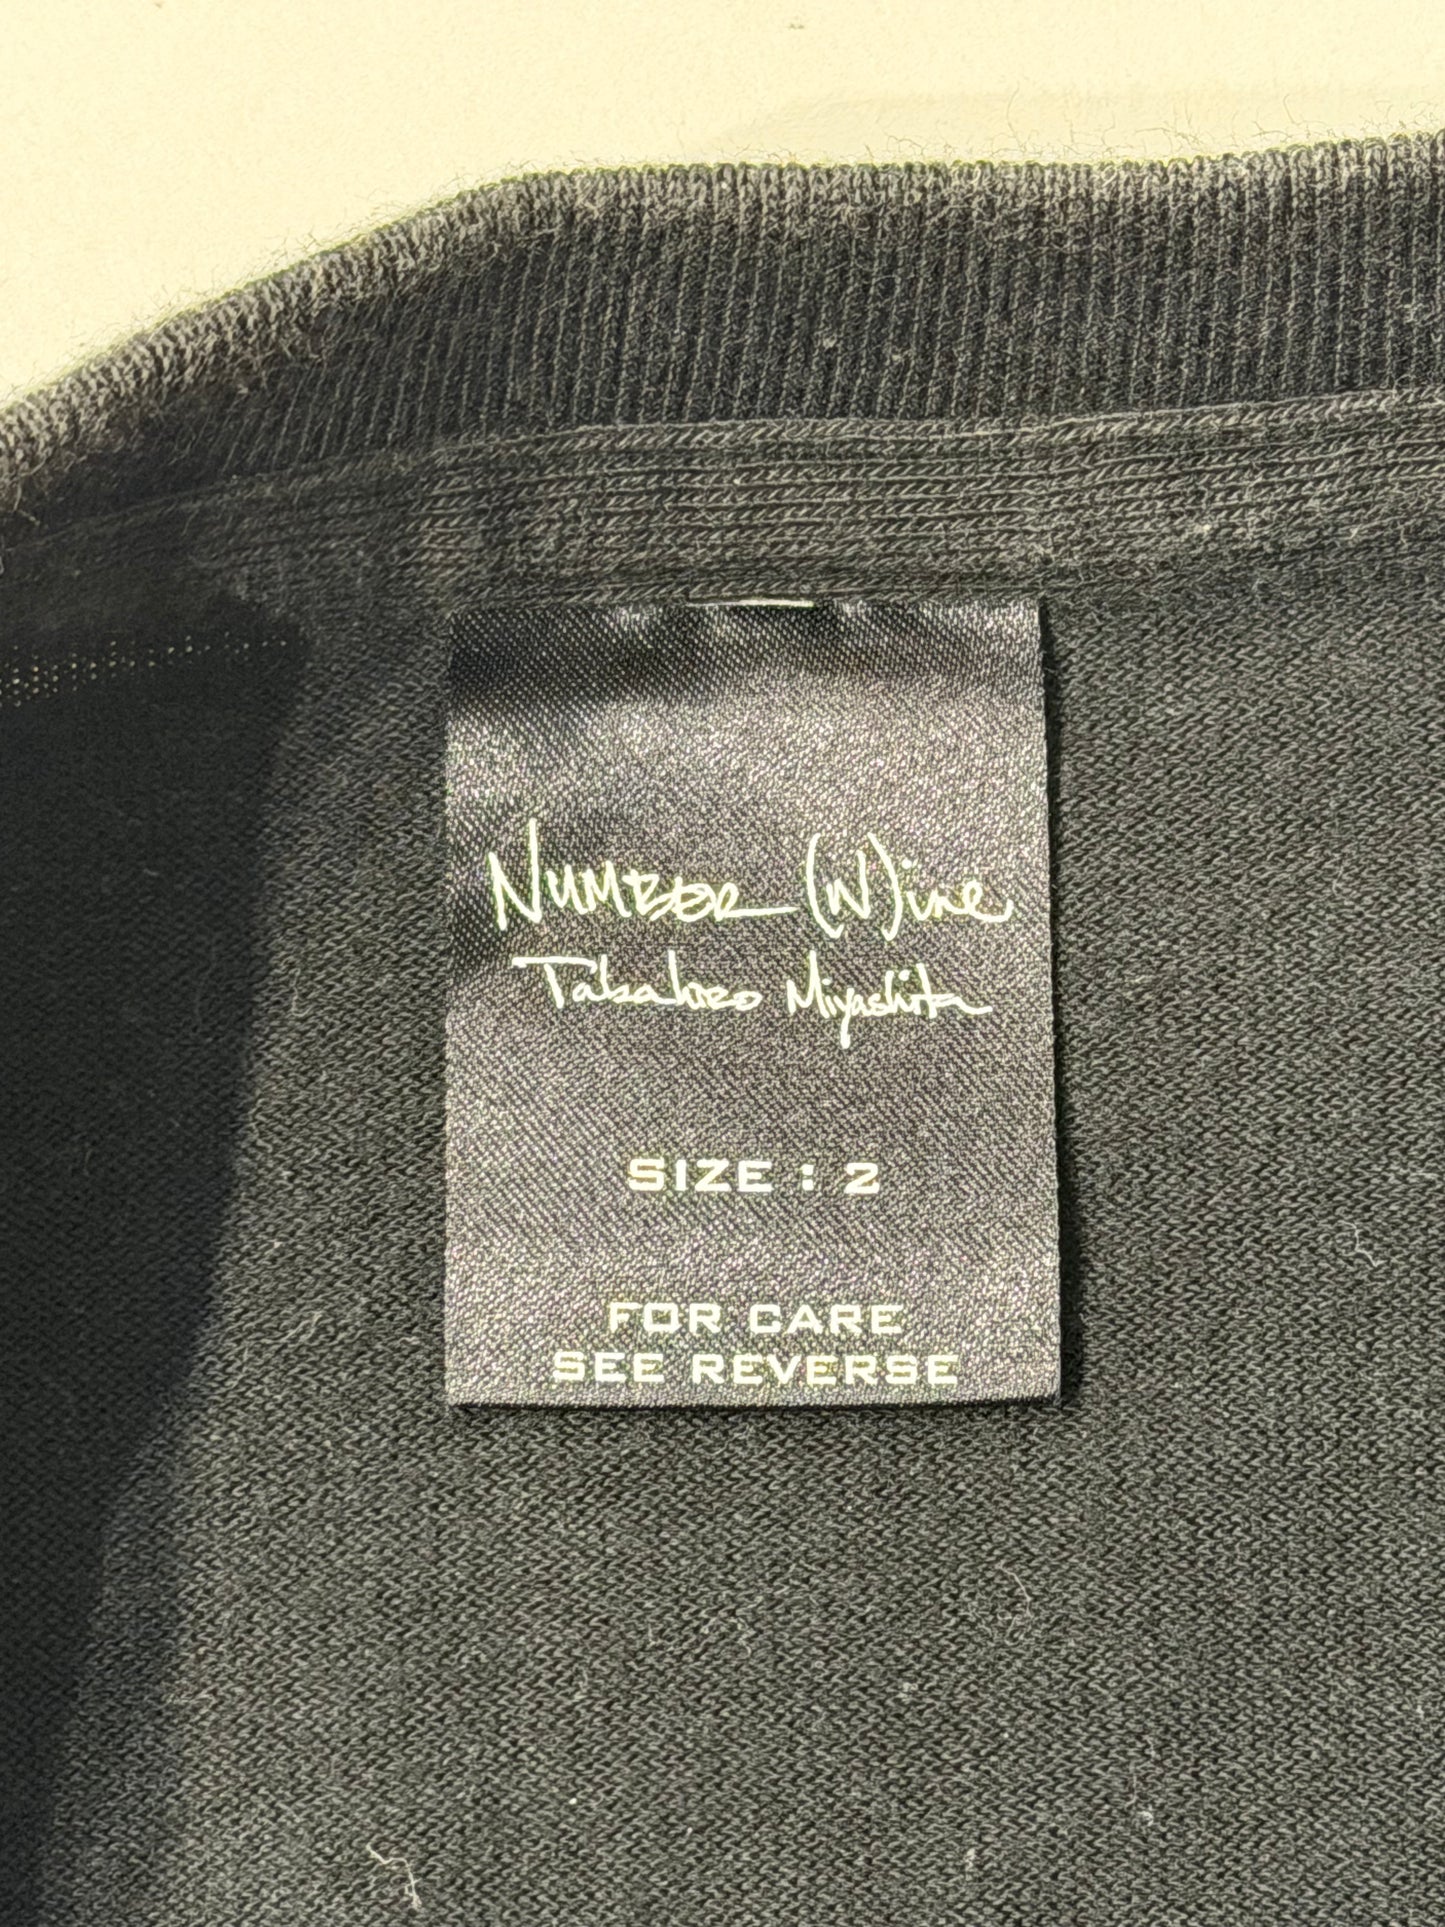 NUMBER (N)ine
Takahiro Miyashita
SIZE : 2
FOR CARE
SEE REVERSE